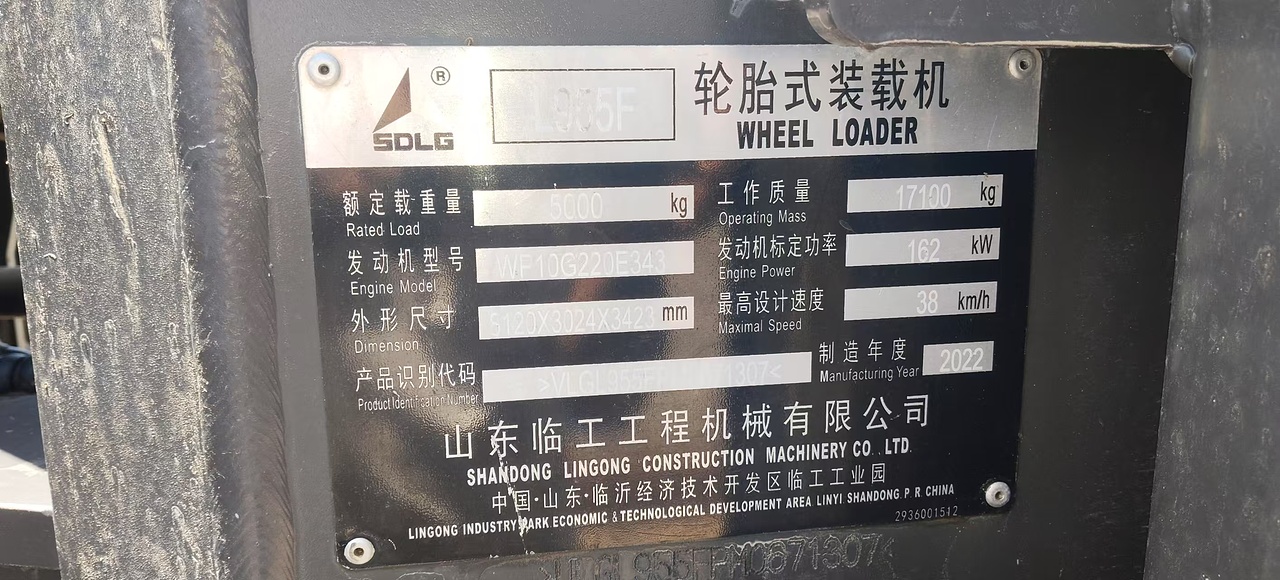 SDLG ®
L955F
轮胎式装载机
WHEEL LOADER
额定载重量 5000 kg
Rated Load
工作质量 17100 kg
Operating Mass
发动机型号 WP10G220E343
Engine Model
发动机标定功率 162 kW
Engine Power
外形尺寸 mm
Dimension
最高设计速度 38 km/h
Maximal Speed
产品识别代码
Product Identification Number
制造年度 2022
Manufacturing Year
山东临工工程机械有限公司
SHANDONG LINGONG CONSTRUCTION MACHINERY CO., LTD.
中国·山东·临沂经济技术开发区临工工业园
LINGONG INDUSTRY PARK ECONOMIC & TECHNOLOGICAL DEVELOPMENT AREA LINYI SHANDONG P. R. CHINA
2936001512